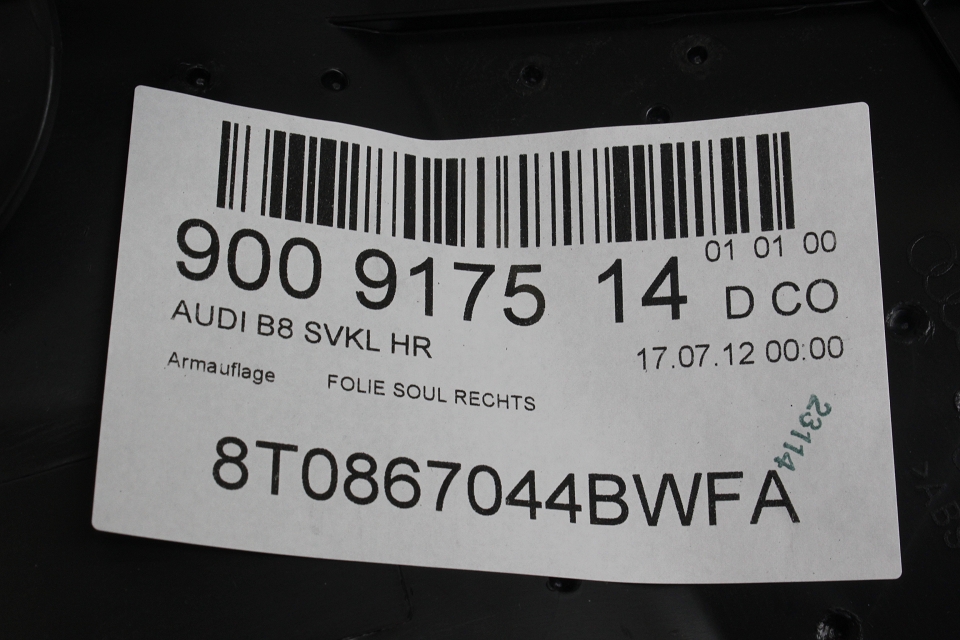 01 01 00
900 9175 14 D CO
AUDI B8 SVKL HR
17.07.12 00:00
Armauflage FOLIE SOUL RECHTS
23114
8T0867044BWFA